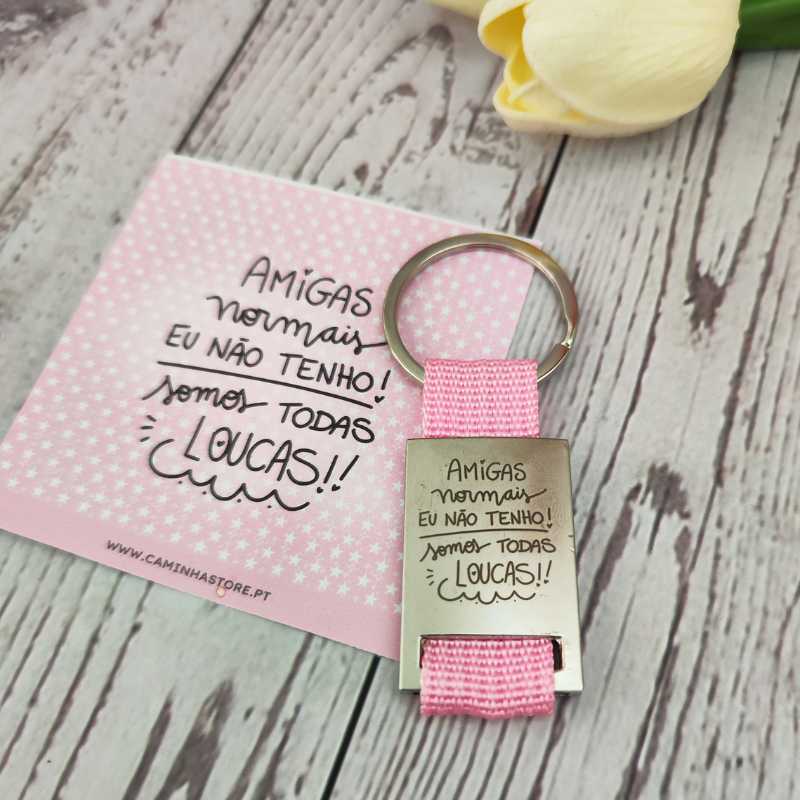 AMIGAS
normais
EU NÃO TENHO!
somos TODAS
LOUCAS!!
WWW.CAMINHASTORE.PT
AMIGAS
normais
EU NÃO TENHO!
somos TODAS
LOUCAS!!